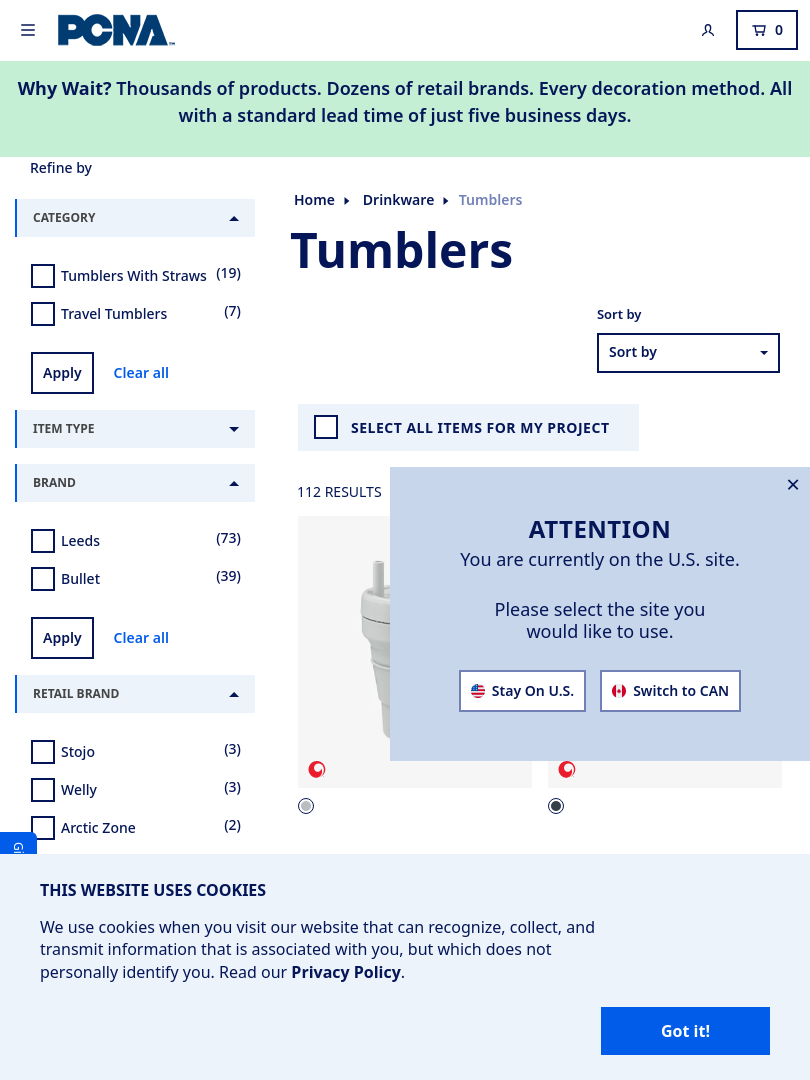 PCNA
0
Why Wait? Thousands of products. Dozens of retail brands. Every decoration method. All
with a standard lead time of just five business days.
Refine by
CATEGORY
Tumblers With Straws (19)
Travel Tumblers (7)
Apply Clear all
ITEM TYPE
BRAND
Leeds (73)
Bullet (39)
Apply Clear all
RETAIL BRAND
Stojo (3)
Welly (3)
Arctic Zone (2)
Home Drinkware Tumblers
Tumblers
Sort by
Sort by
SELECT ALL ITEMS FOR MY PROJECT
112 RESULTS
ATTENTION
You are currently on the U.S. site.
Please select the site you
would like to use.
Stay On U.S. Switch to CAN
THIS WEBSITE USES COOKIES
We use cookies when you visit our website that can recognize, collect, and
transmit information that is associated with you, but which does not
personally identify you. Read our Privacy Policy.
Got it!